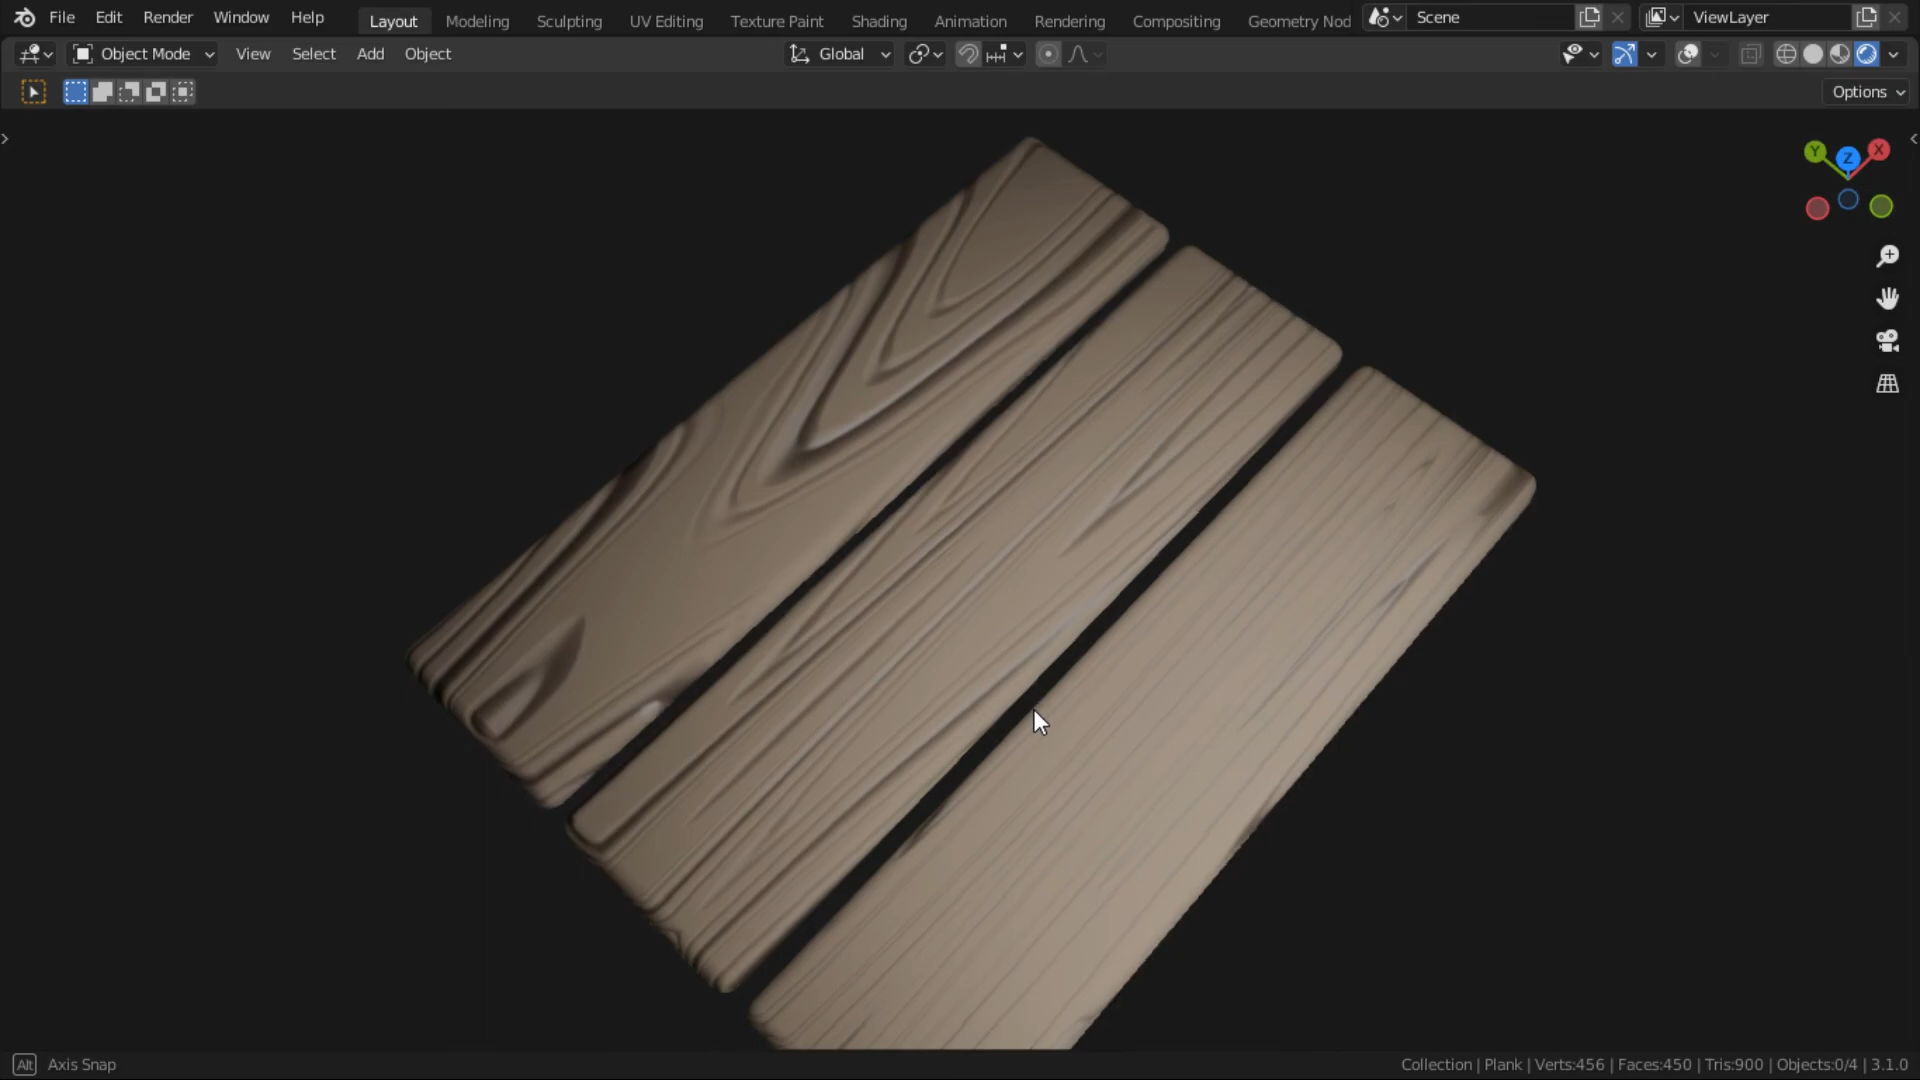 File Edit Render Window Help Layout Modeling Sculpting UV Editing Texture Paint Shading Animation Rendering Compositing Geometry Nod Scene ViewLayer
Object Mode View Select Add Object Global
Options
Y Z X
Alt Axis Snap Collection | Plank | Verts:456 | Faces:450 | Tris:900 | Objects:0/4 | 3.1.0